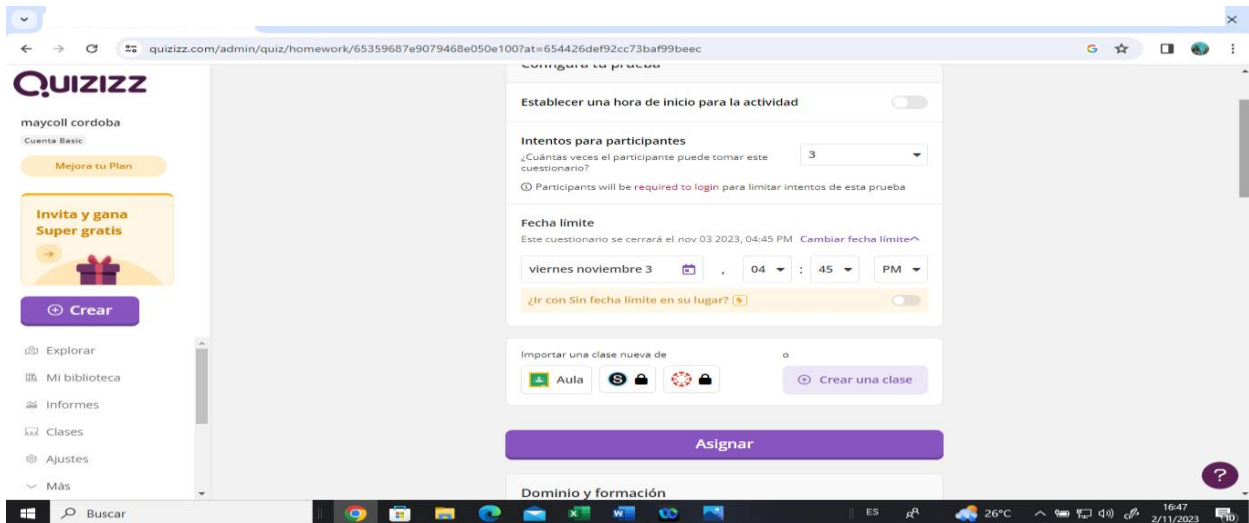 quizizz.com/admin/quiz/homework/65359687e9079468e050e100?at=654426def92cc73baf99beec
QUIZIZZ
maycoll cordoba
Cuenta Basic
Mejora tu Plan
Invita y gana
Super gratis
Crear
Explorar
Mi biblioteca
Informes
Clases
Ajustes
Más
Configura tu prueba
Establecer una hora de inicio para la actividad
Intentos para participantes
¿Cuántas veces el participante puede tomar este
cuestionario?
3
Participants will be required to login para limitar intentos de esta prueba
Fecha límite
Este cuestionario se cerrará el nov 03 2023, 04:45 PM Cambiar fecha límite
viernes noviembre 3 , 04 : 45 PM
¿Ir con Sin fecha límite en su lugar?
Importar una clase nueva de o
Aula S Crear una clase
Asignar
Dominio y formación
?
Buscar
ES
26°C
16:47
2/11/2023